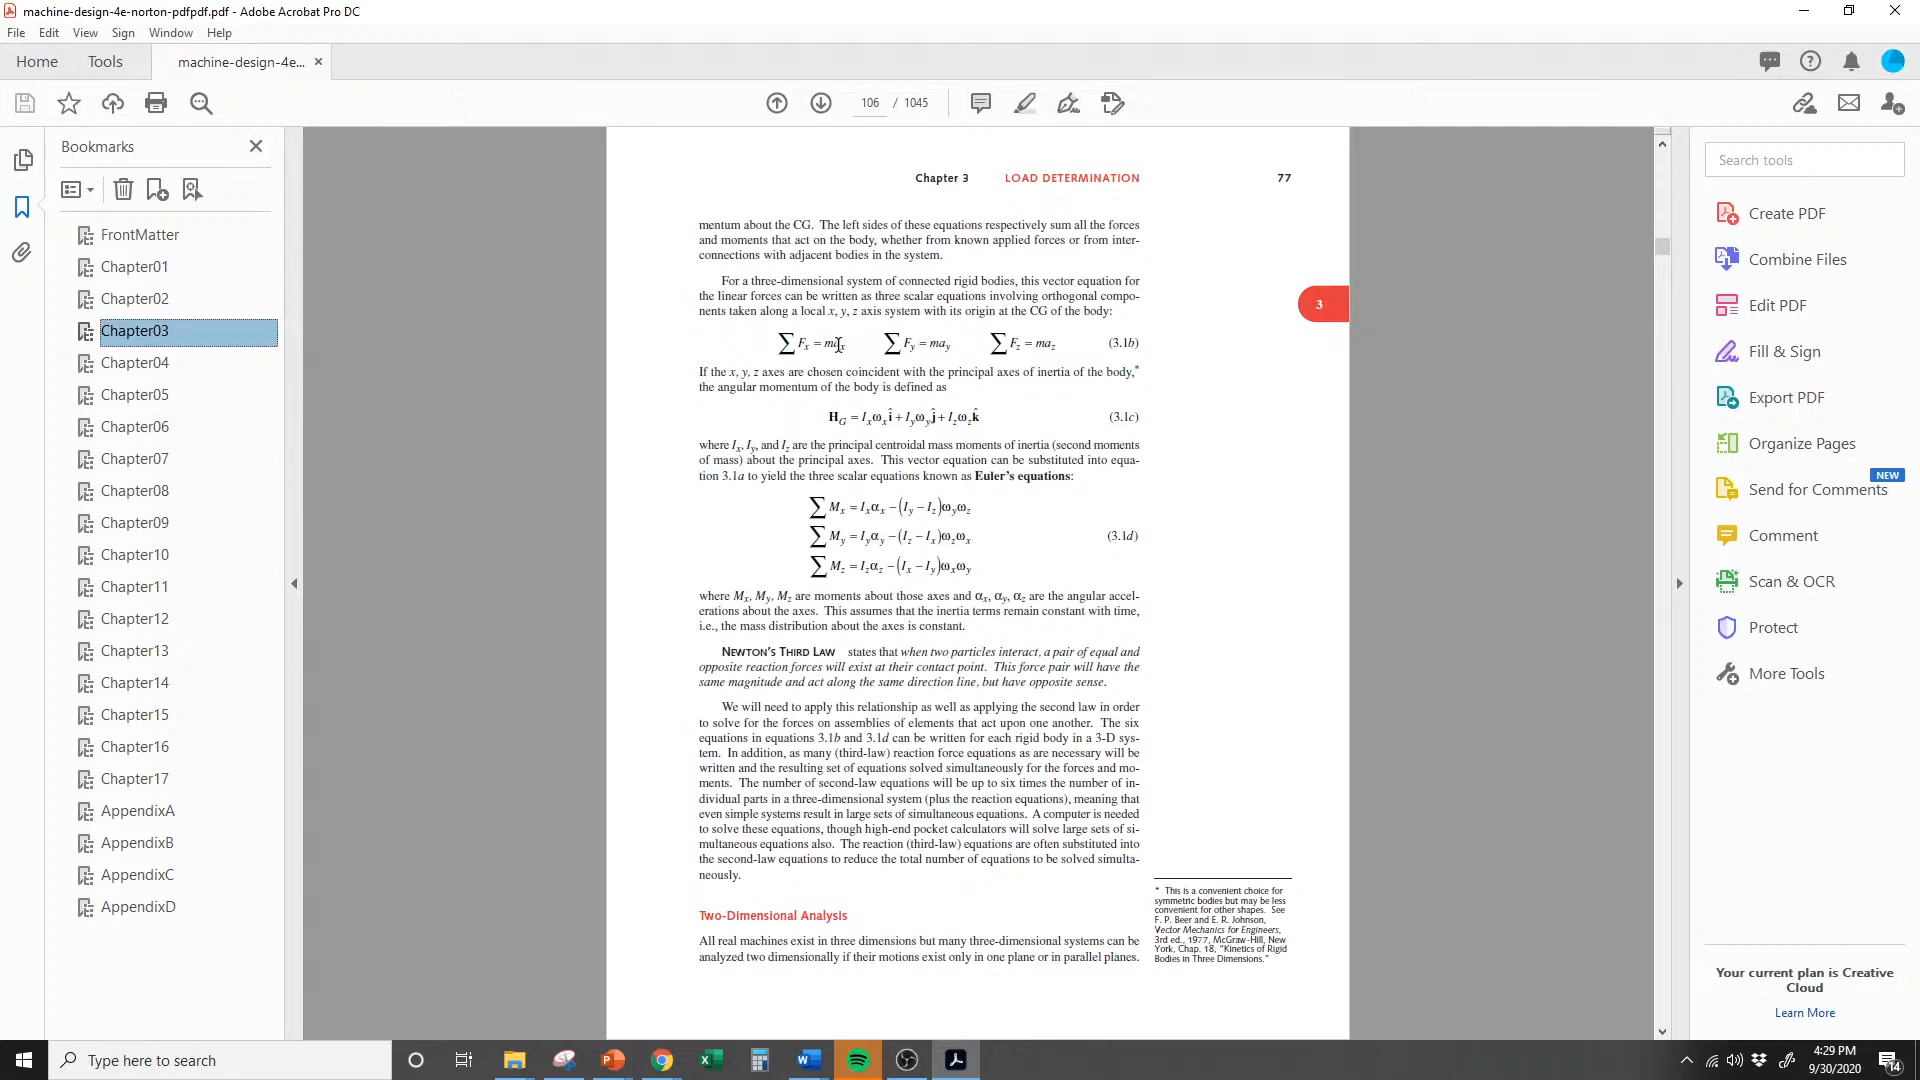 machine-design-4e-norton-pdfpdf.pdf - Adobe Acrobat Pro DC
File Edit View Sign Window Help
Home Tools machine-design-4e... ×
106 / 1045
Bookmarks
FrontMatter
Chapter01
Chapter02
Chapter03
Chapter04
Chapter05
Chapter06
Chapter07
Chapter08
Chapter09
Chapter10
Chapter11
Chapter12
Chapter13
Chapter14
Chapter15
Chapter16
Chapter17
AppendixA
AppendixB
AppendixC
AppendixD
Chapter 3 LOAD DETERMINATION 77
mentum about the CG. The left sides of these equations respectively sum all the forces
and moments that act on the body, whether from known applied forces or from inter-
connections with adjacent bodies in the system.
For a three-dimensional system of connected rigid bodies, this vector equation for
the linear forces can be written as three scalar equations involving orthogonal compo-
nents taken along a local x, y, z axis system with its origin at the CG of the body:
∑ Fx = max ∑ Fy = may ∑ Fz = maz (3.1b)
If the x, y, z axes are chosen coincident with the principal axes of inertia of the body,*
the angular momentum of the body is defined as
HG = Ixωx î + Iyωy ĵ + Izωz k̂ (3.1c)
where Ix, Iy, and Iz are the principal centroidal mass moments of inertia (second moments
of mass) about the principal axes. This vector equation can be substituted into equa-
tion 3.1a to yield the three scalar equations known as Euler's equations:
∑ Mx = Ixαx − (Iy − Iz)ωyωz
∑ My = Iyαy − (Iz − Ix)ωzωx (3.1d)
∑ Mz = Izαz − (Ix − Iy)ωxωy
where Mx, My, Mz are moments about those axes and αx, αy, αz are the angular accel-
erations about the axes. This assumes that the inertia terms remain constant with time,
i.e., the mass distribution about the axes is constant.
NEWTON'S THIRD LAW states that when two particles interact, a pair of equal and
opposite reaction forces will exist at their contact point. This force pair will have the
same magnitude and act along the same direction line, but have opposite sense.
We will need to apply this relationship as well as applying the second law in order
to solve for the forces on assemblies of elements that act upon one another. The six
equations in equations 3.1b and 3.1d can be written for each rigid body in a 3-D sys-
tem. In addition, as many (third-law) reaction force equations as are necessary will be
written and the resulting set of equations solved simultaneously for the forces and mo-
ments. The number of second-law equations will be up to six times the number of in-
dividual parts in a three-dimensional system (plus the reaction equations), meaning that
even simple systems result in large sets of simultaneous equations. A computer is needed
to solve these equations, though high-end pocket calculators will solve large sets of si-
multaneous equations also. The reaction (third-law) equations are often substituted into
the second-law equations to reduce the total number of equations to be solved simulta-
neously.
Two-Dimensional Analysis
All real machines exist in three dimensions but many three-dimensional systems can be
analyzed two dimensionally if their motions exist only in one plane or in parallel planes.
3
* This is a convenient choice for
symmetric bodies but may be less
convenient for other shapes. See
F. P. Beer and E. R. Johnson,
Vector Mechanics for Engineers,
3rd ed., 1977, McGraw-Hill, New
York, Chap. 18, "Kinetics of Rigid
Bodies in Three Dimensions."
Search tools
Create PDF
Combine Files
Edit PDF
Fill & Sign
Export PDF
Organize Pages
NEW
Send for Comments
Comment
Scan & OCR
Protect
More Tools
Your current plan is Creative
Cloud
Learn More
Type here to search
4:29 PM
9/30/2020
14